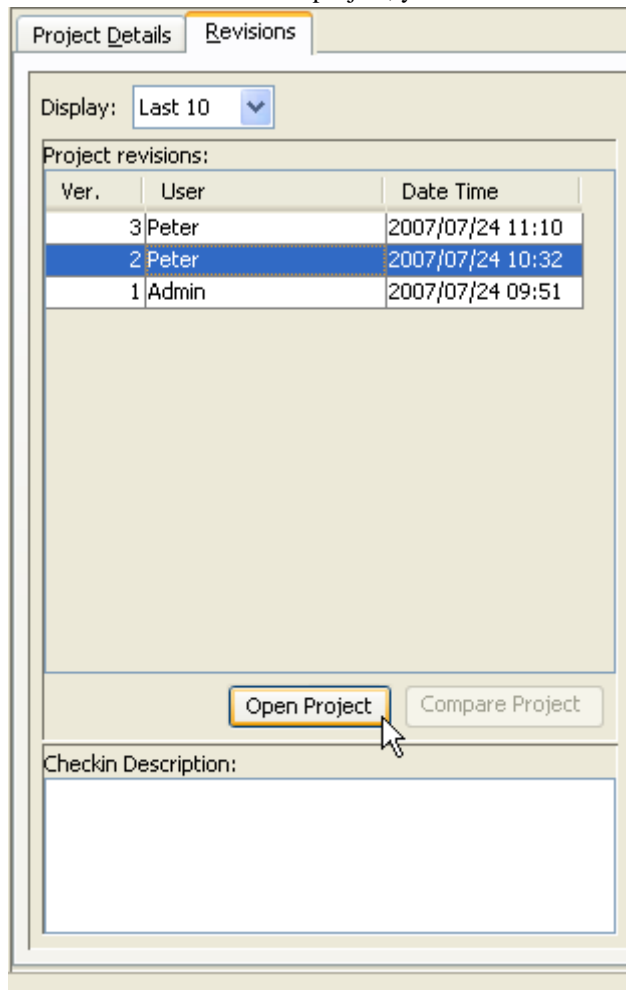 Project Details Revisions
Display: Last 10
Project revisions:
Ver. User Date Time
3 Peter 2007/07/24 11:10
2 Peter 2007/07/24 10:32
1 Admin 2007/07/24 09:51
Open Project Compare Project
Checkin Description: